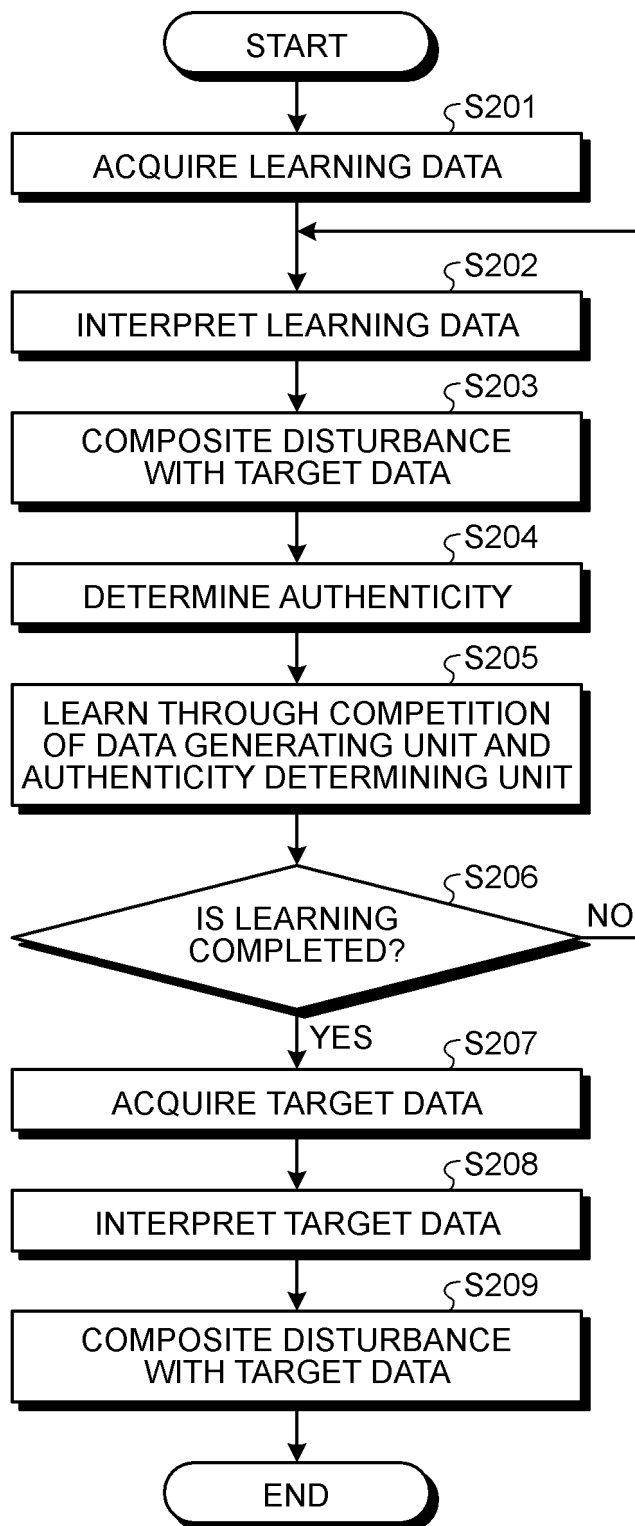 START
S201
ACQUIRE LEARNING DATA
S202
INTERPRET LEARNING DATA
S203
COMPOSITE DISTURBANCE
WITH TARGET DATA
S204
DETERMINE AUTHENTICITY
S205
LEARN THROUGH COMPETITION
OF DATA GENERATING UNIT AND
AUTHENTICITY DETERMINING UNIT
S206
IS LEARNING
COMPLETED?
NO
YES
S207
ACQUIRE TARGET DATA
S208
INTERPRET TARGET DATA
S209
COMPOSITE DISTURBANCE
WITH TARGET DATA
END